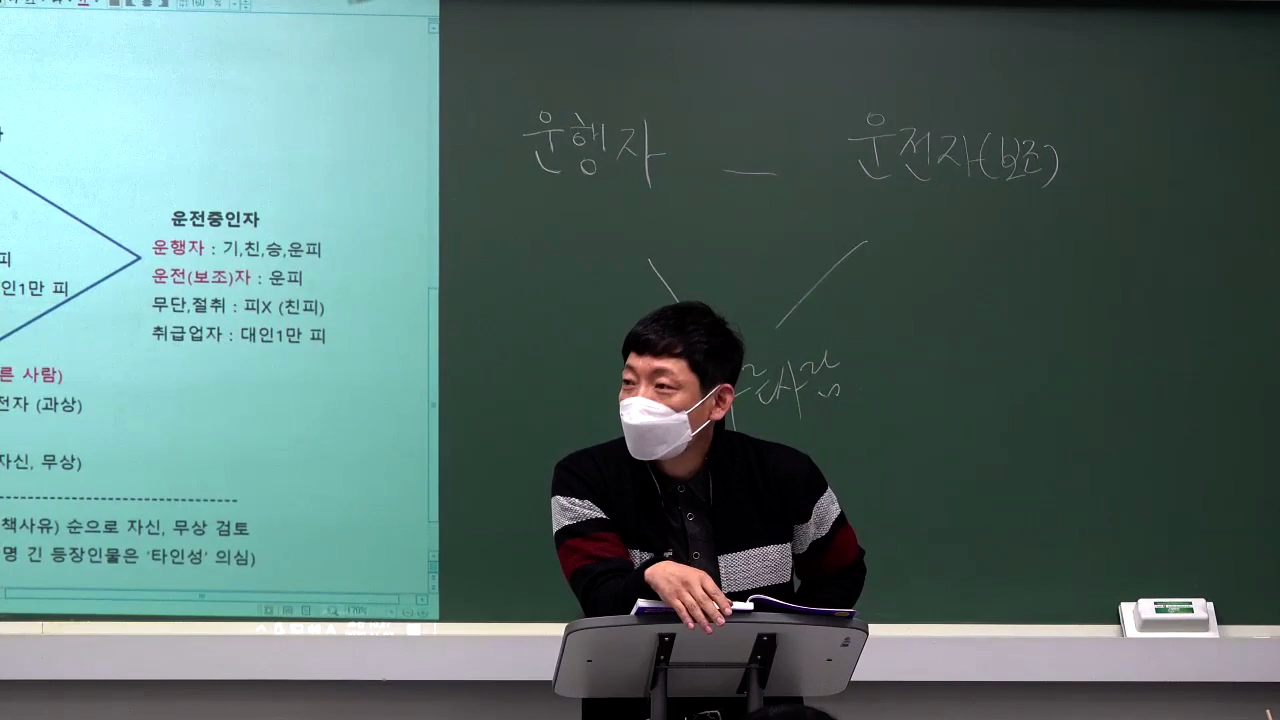 운전중인자
운행자 : 기,친,승,운피
피
운전(보조)자 : 운피
인1만 피
무단,절취 : 피X (친피)
취급업자 : 대인1만 피
른 사람)
전자 (과상)
자신, 무상)
책사유) 순으로 자신, 무상 검토
명 긴 등장인물은 '타인성' 의심)
운행자 — 운전자(보조)
사람